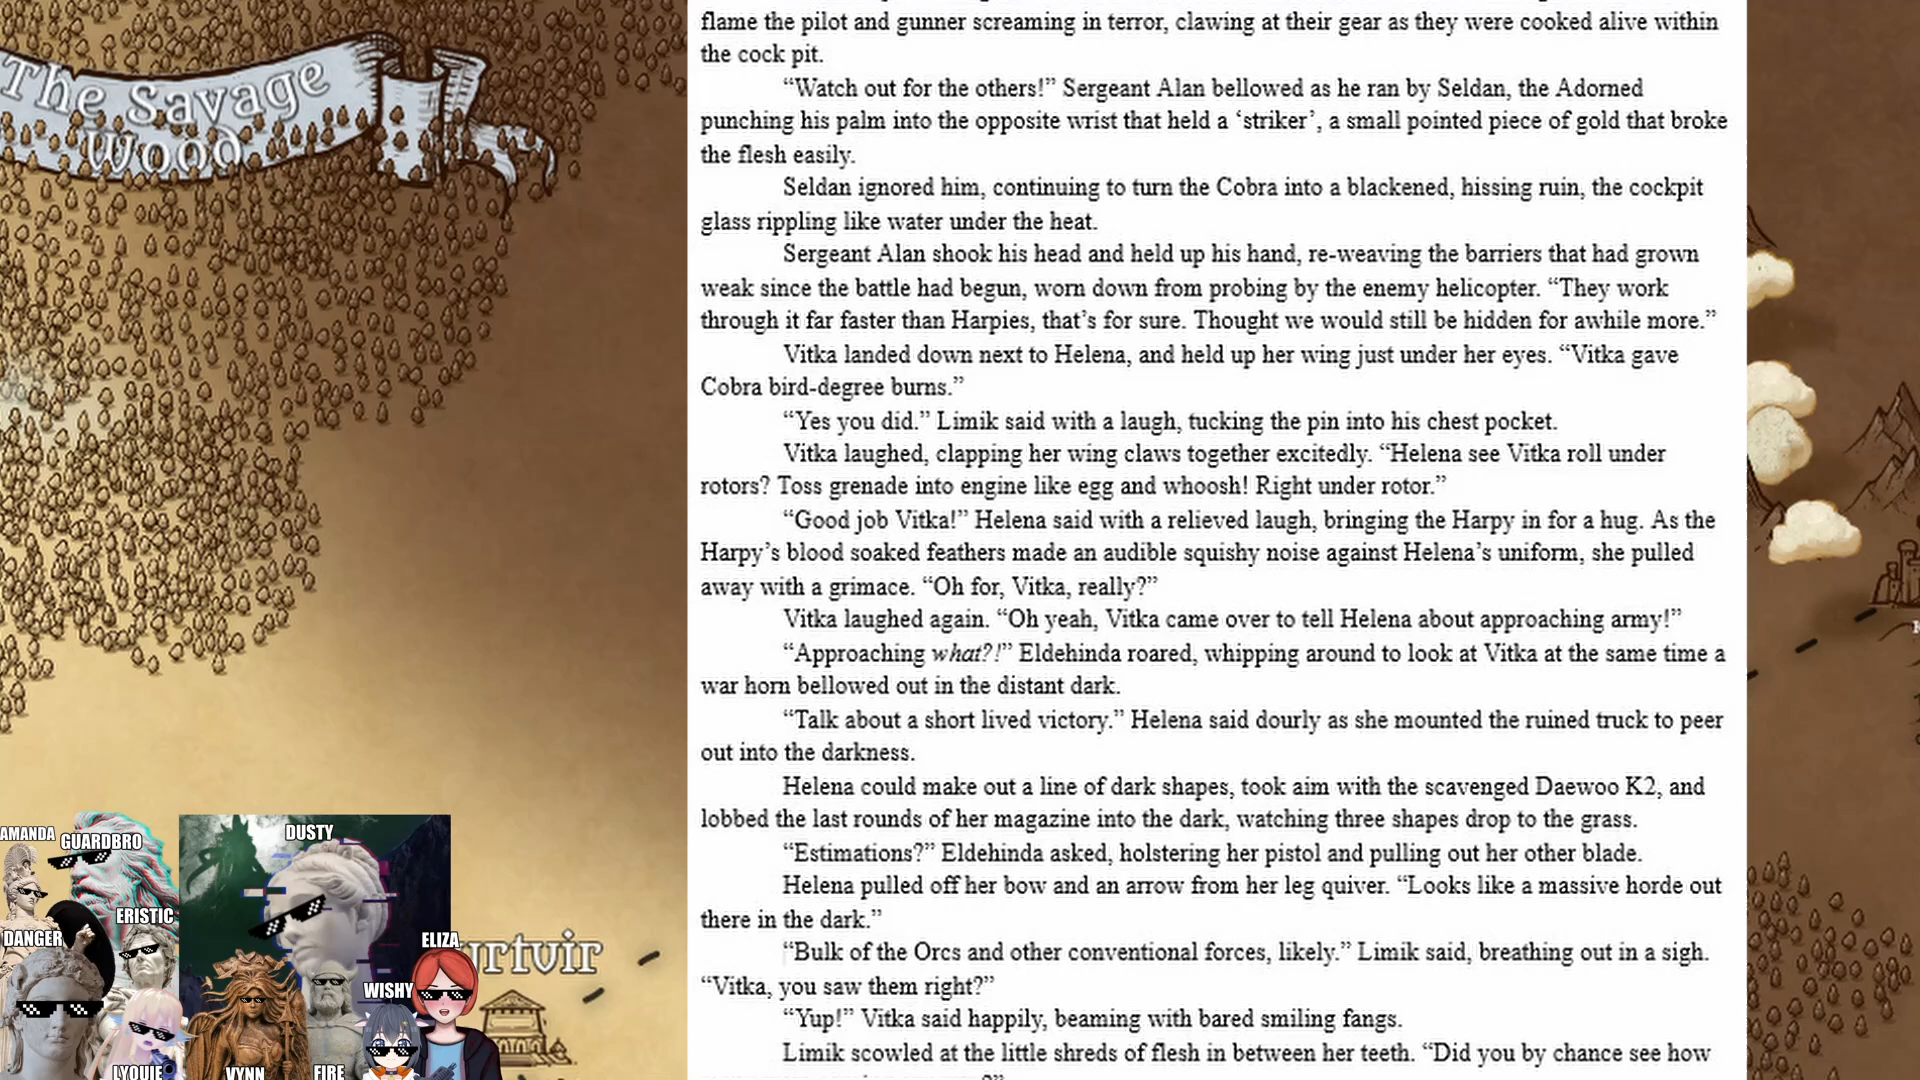 The Savage
Wood
flame the pilot and gunner screaming in terror, clawing at their gear as they were cooked alive within
the cock pit.
“Watch out for the others!” Sergeant Alan bellowed as he ran by Seldan, the Adorned
punching his palm into the opposite wrist that held a ‘striker’, a small pointed piece of gold that broke
the flesh easily.
Seldan ignored him, continuing to turn the Cobra into a blackened, hissing ruin, the cockpit
glass rippling like water under the heat.
Sergeant Alan shook his head and held up his hand, re-weaving the barriers that had grown
weak since the battle had begun, worn down from probing by the enemy helicopter. “They work
through it far faster than Harpies, that’s for sure. Thought we would still be hidden for awhile more.”
Vitka landed down next to Helena, and held up her wing just under her eyes. “Vitka gave
Cobra bird-degree burns.”
“Yes you did.” Limik said with a laugh, tucking the pin into his chest pocket.
Vitka laughed, clapping her wing claws together excitedly. “Helena see Vitka roll under
rotors? Toss grenade into engine like egg and whoosh! Right under rotor.”
“Good job Vitka!” Helena said with a relieved laugh, bringing the Harpy in for a hug. As the
Harpy’s blood soaked feathers made an audible squishy noise against Helena’s uniform, she pulled
away with a grimace. “Oh for, Vitka, really?”
Vitka laughed again. “Oh yeah, Vitka came over to tell Helena about approaching army!”
“Approaching what?!” Eldehinda roared, whipping around to look at Vitka at the same time a
war horn bellowed out in the distant dark.
“Talk about a short lived victory.” Helena said dourly as she mounted the ruined truck to peer
out into the darkness.
Helena could make out a line of dark shapes, took aim with the scavenged Daewoo K2, and
lobbed the last rounds of her magazine into the dark, watching three shapes drop to the grass.
“Estimations?” Eldehinda asked, holstering her pistol and pulling out her other blade.
Helena pulled off her bow and an arrow from her leg quiver. “Looks like a massive horde out
there in the dark.”
“Bulk of the Orcs and other conventional forces, likely.” Limik said, breathing out in a sigh.
“Vitka, you saw them right?”
“Yup!” Vitka said happily, beaming with bared smiling fangs.
Limik scowled at the little shreds of flesh in between her teeth. “Did you by chance see how
AMANDA
GUARDBRO
DUSTY
ERISTIC
DANGER
ELIZA
WISHY
LYQUIE
VYNN
FIRE
urtvir